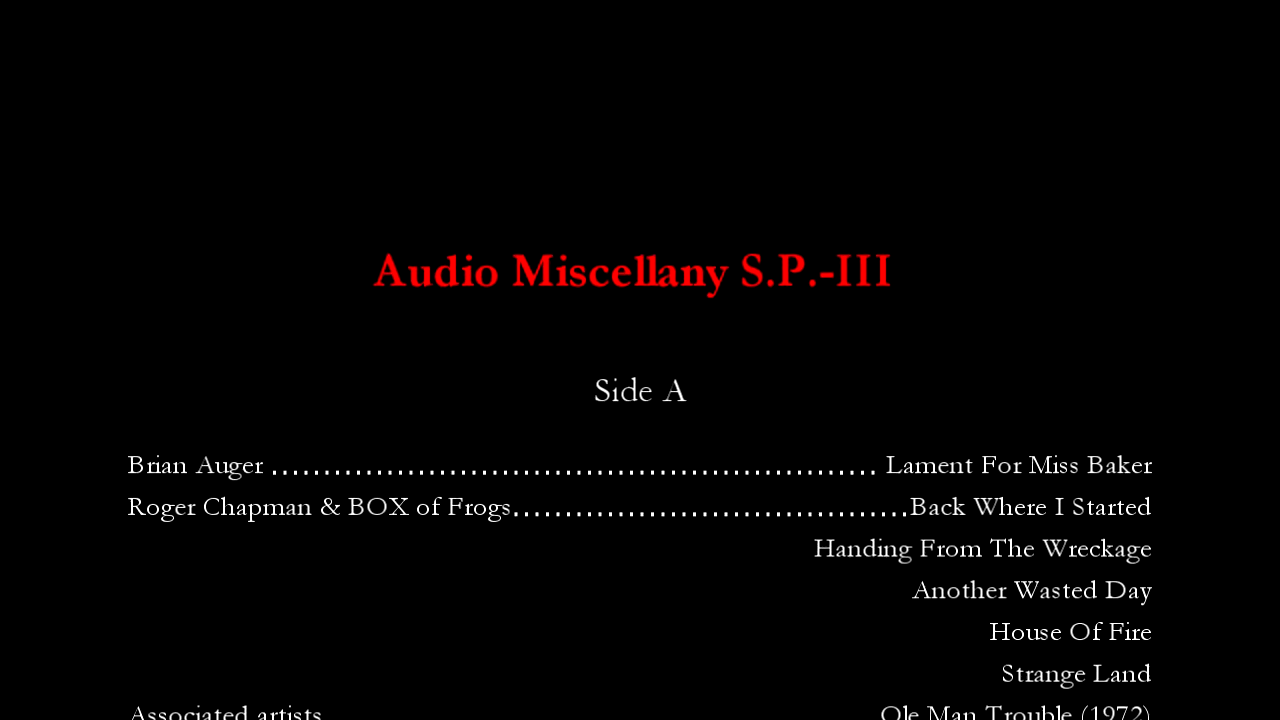 Audio Miscellany S.P.-III
Side A
Brian Auger ......................................................... Lament For Miss Baker
Roger Chapman & BOX of Frogs......................................Back Where I Started
Handing From The Wreckage
Another Wasted Day
House Of Fire
Strange Land
Associated artists Ole Man Trouble (1972)